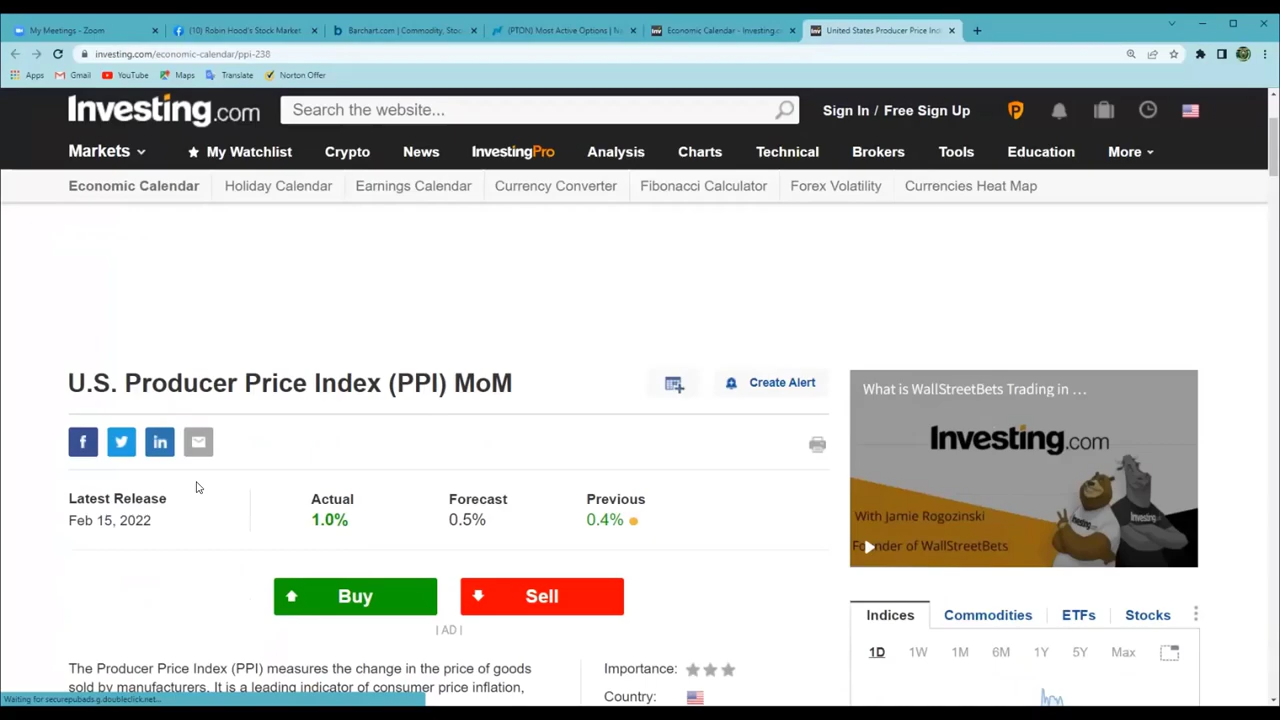 My Meetings - Zoom
(10) Robin Hood's Stock Market
Barchart.com | Commodity, Stoc
(PTON) Most Active Options | N
Economic Calendar - Investing.c
United States Producer Price In
investing.com/economic-calendar/ppi-238
Apps
Gmail
YouTube
Maps
Translate
Norton Offer
Investing.com
Search the website...
Sign In / Free Sign Up
Markets
My Watchlist
Crypto
News
InvestingPro
Analysis
Charts
Technical
Brokers
Tools
Education
More
Economic Calendar
Holiday Calendar
Earnings Calendar
Currency Converter
Fibonacci Calculator
Forex Volatility
Currencies Heat Map
U.S. Producer Price Index (PPI) MoM
Create Alert
What is WallStreetBets Trading in ...
Investing.com
With Jamie Rogozinski
Founder of WallStreetBets
Latest Release
Feb 15, 2022
Actual
1.0%
Forecast
0.5%
Previous
0.4%
Buy
Sell
| AD |
Indices
Commodities
ETFs
Stocks
1D
1W
1M
6M
1Y
5Y
Max
The Producer Price Index (PPI) measures the change in the price of goods
sold by manufacturers. It is a leading indicator of consumer price inflation,
Importance:
Country:
Waiting for securepubads.g.doubleclick.net...